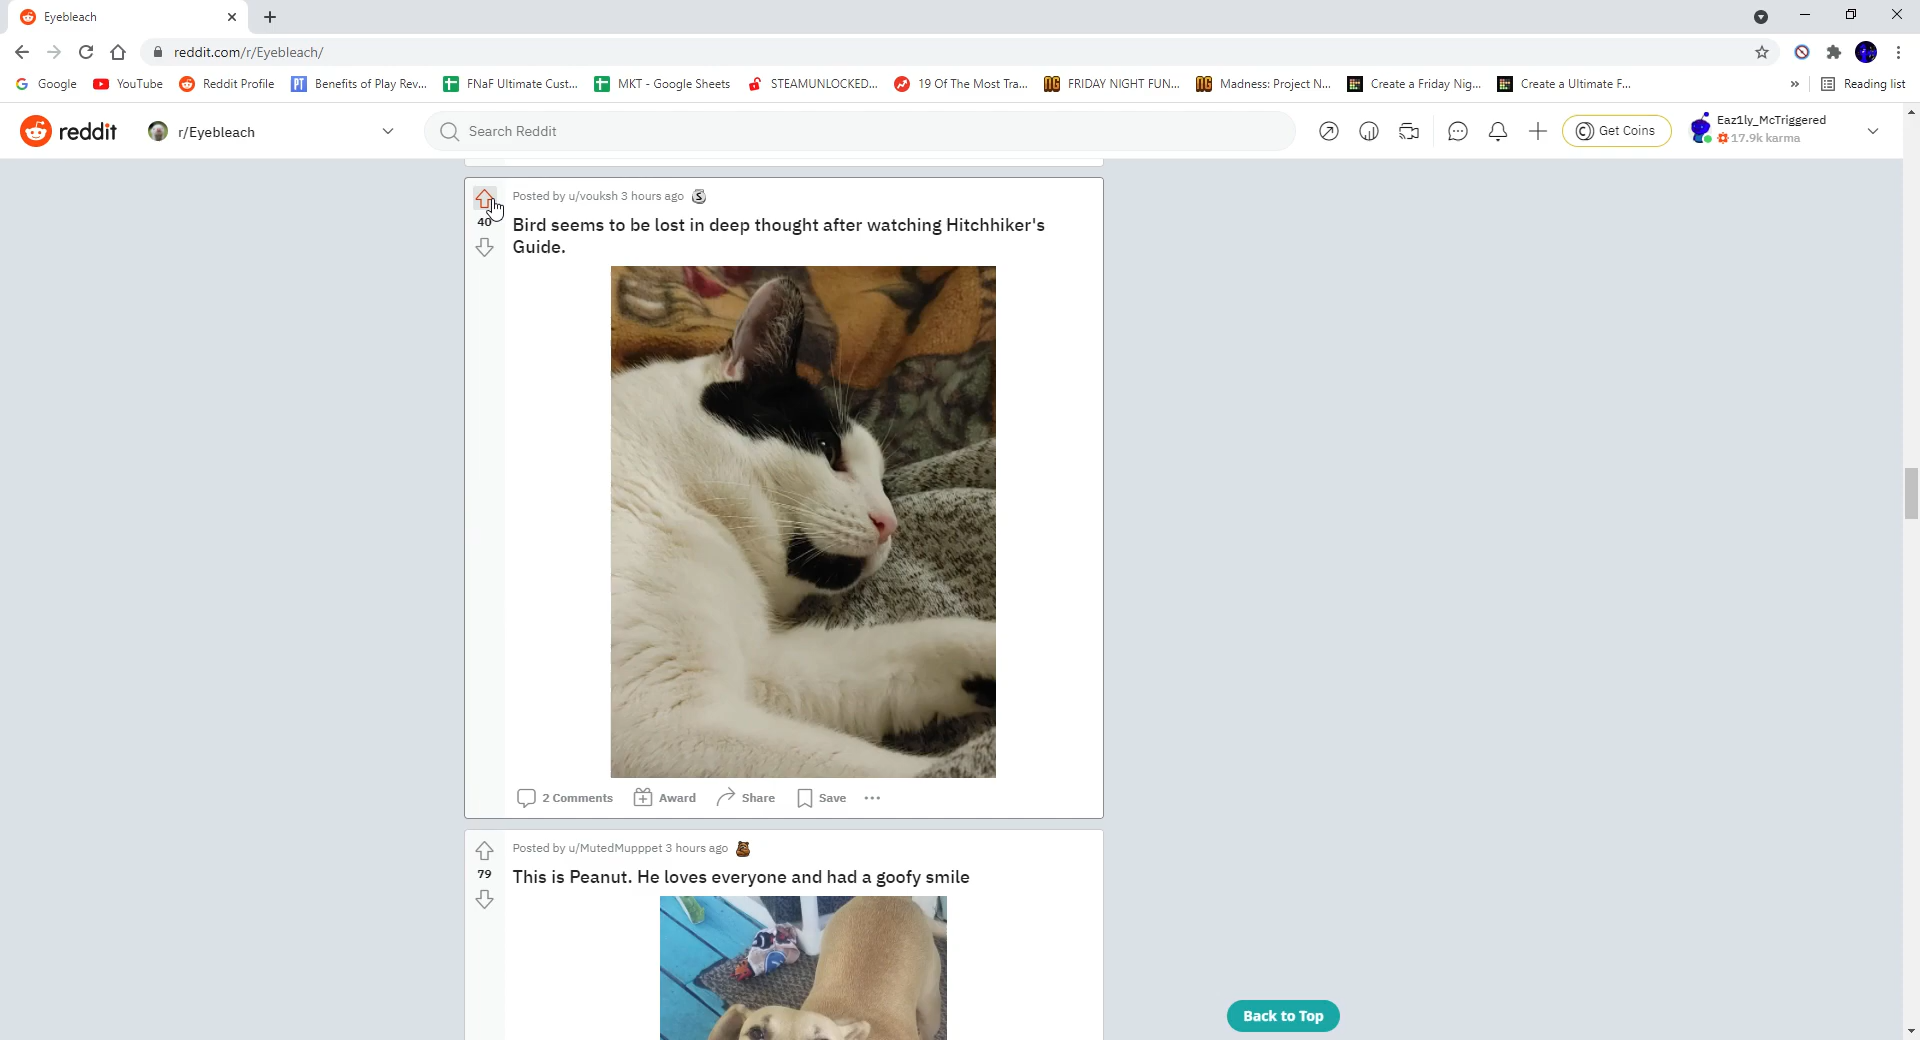 Eyebleach
reddit.com/r/Eyebleach/
Google YouTube Reddit Profile Benefits of Play Rev... FNaF Ultimate Cust... MKT - Google Sheets STEAMUNLOCKED... 19 Of The Most Tra... FRIDAY NIGHT FUN... Madness: Project N... Create a Friday Nig... Create a Ultimate F... » Reading list
reddit r/Eyebleach Search Reddit Get Coins Eaz1ly_McTriggered
17.9k karma
Posted by u/vouksh 3 hours ago
40
Bird seems to be lost in deep thought after watching Hitchhiker's
Guide.
2 Comments Award Share Save ...
Posted by u/MutedMupppet 3 hours ago
79
This is Peanut. He loves everyone and had a goofy smile
Back to Top